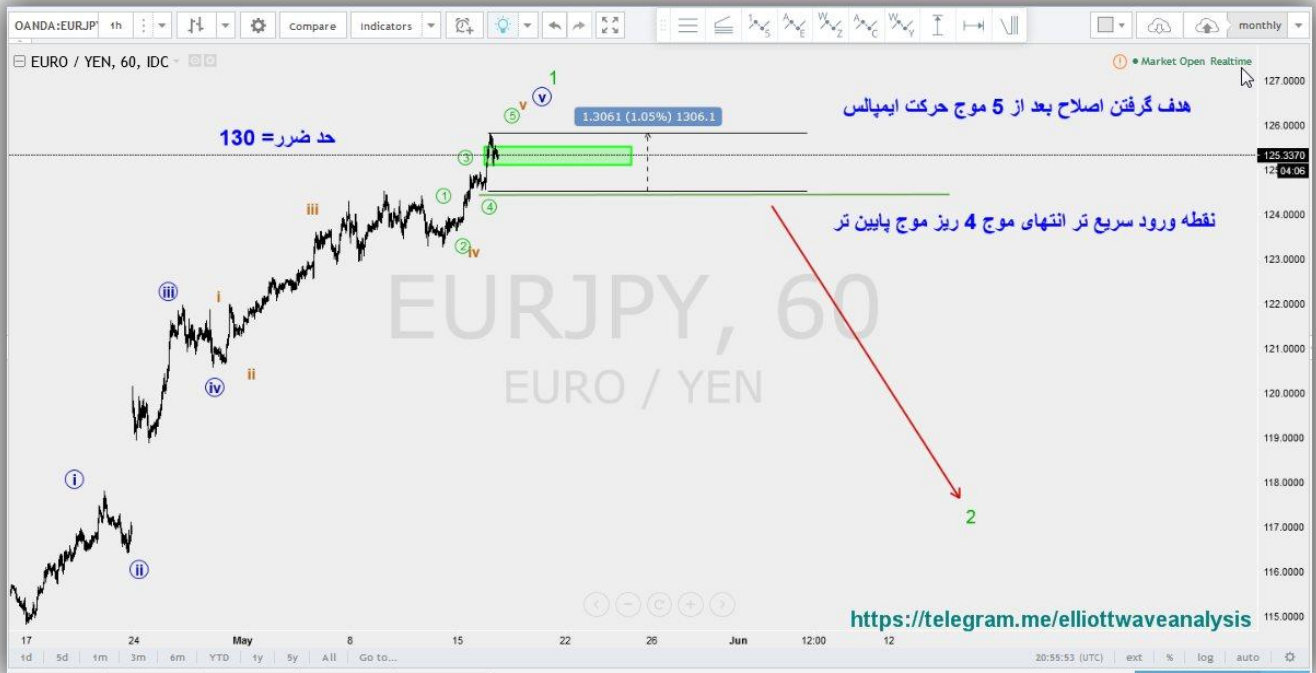 OANDA:EURJP 1h Compare Indicators monthly
EURO / YEN, 60, IDC
Market Open Realtime
1
127.0000
v
v
5
1.3061 (1.05%) 1306.1
هدف گرفتن اصلاح بعد از 5 موج حرکت ایمپالس
126.0000
حد ضرر= 130
3
125.3370
04:06
iii
1
4
نقطه ورود سریع تر انتهای موج 4 ریز موج پایین تر
124.0000
2
iv
123.0000
EURJPY, 60
iii
i
122.0000
121.0000
iv
ii
EURO / YEN
120.0000
119.0000
i
118.0000
2
117.0000
ii
116.0000
https://telegram.me/elliottwaveanalysis
115.0000
17 24 May 8 15 22 26 Jun 12:00 12
1d 5d 1m 3m 6m YTD 1y 5y All Go to... 20:55:53 (UTC) ext % log auto